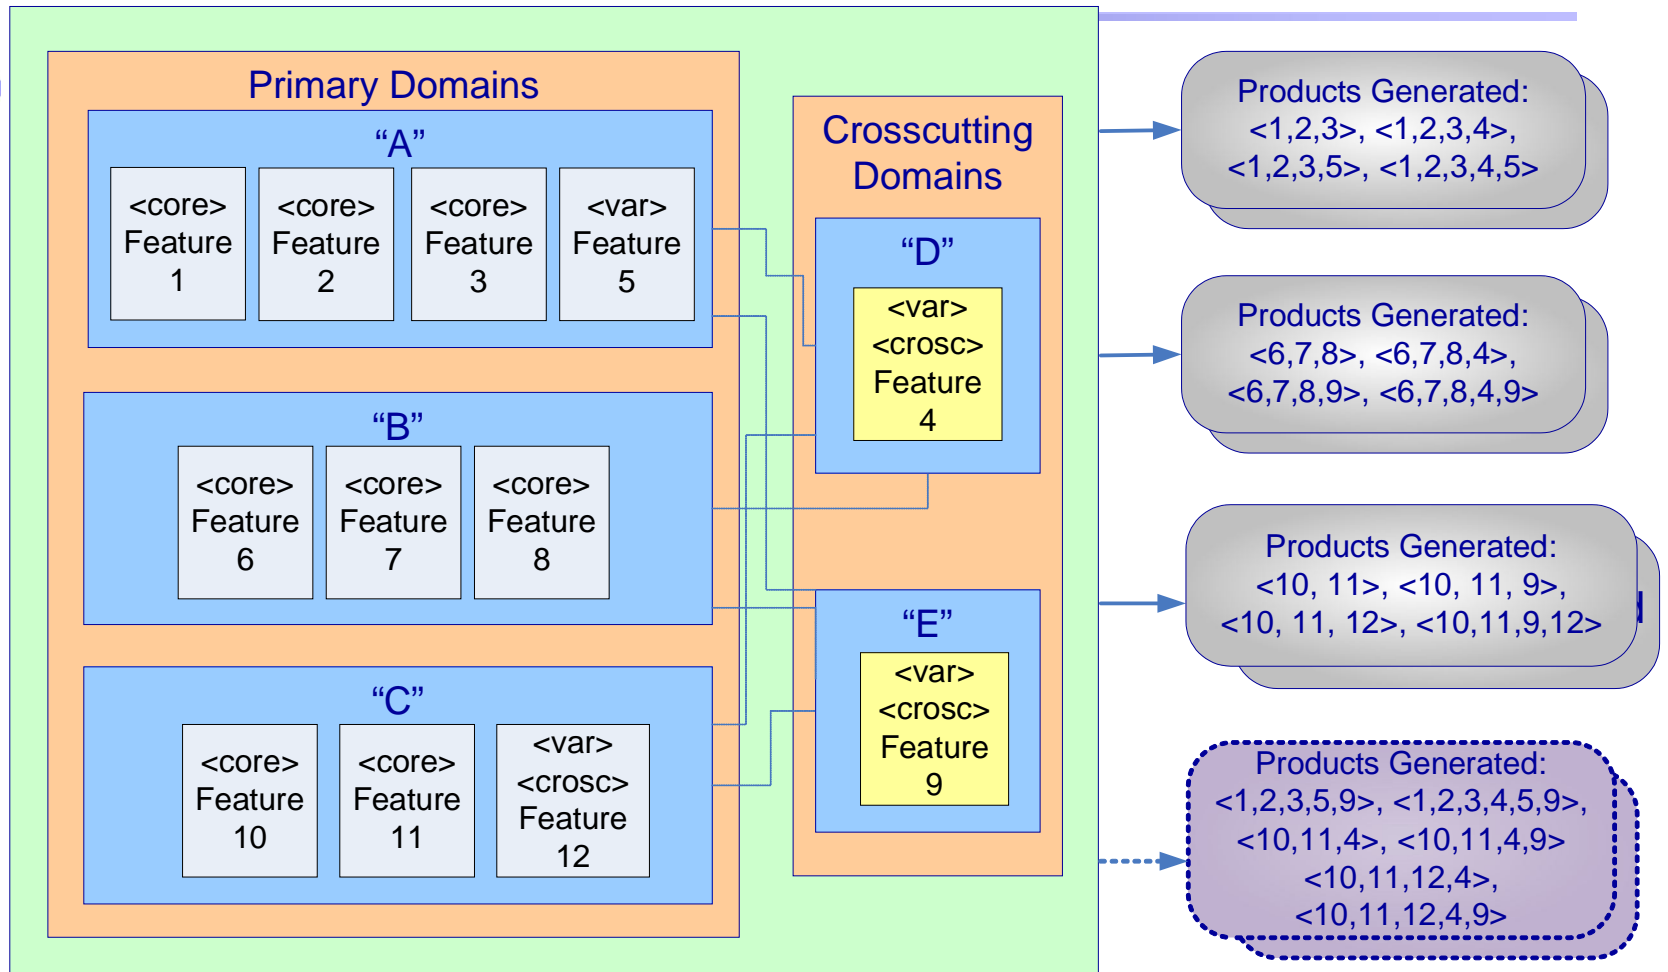 Primary Domains
“A”
<core>
Feature
1
<core>
Feature
2
<core>
Feature
3
<var>
Feature
5
“B”
<core>
Feature
6
<core>
Feature
7
<core>
Feature
8
“C”
<core>
Feature
10
<core>
Feature
11
<var>
<crosc>
Feature
12
Crosscutting
Domains
“D”
<var>
<crosc>
Feature
4
“E”
<var>
<crosc>
Feature
9
Products Generated:
<1,2,3>, <1,2,3,4>,
<1,2,3,5>, <1,2,3,4,5>
Products Generated:
<6,7,8>, <6,7,8,4>,
<6,7,8,9>, <6,7,8,4,9>
Products Generated:
<10, 11>, <10, 11, 9>,
<10, 11, 12>, <10,11,9,12>
Products Generated:
<1,2,3,5,9>, <1,2,3,4,5,9>,
<10,11,4>, <10,11,4,9>
<10,11,12,4>,
<10,11,12,4,9>